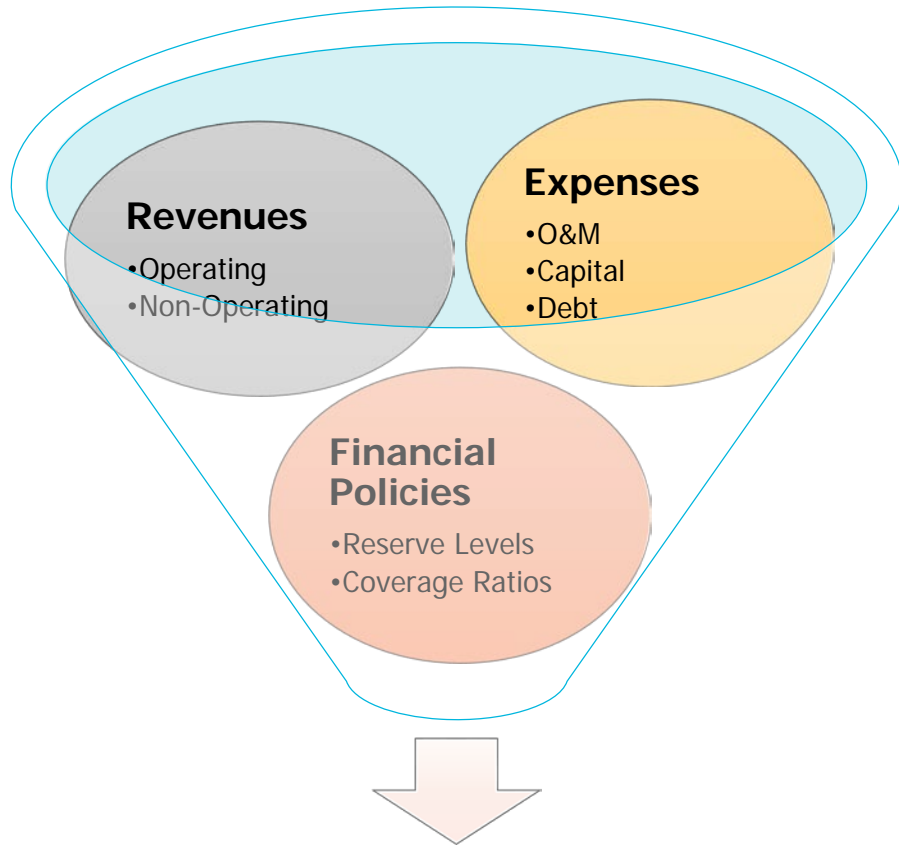 Revenues
•Operating
•Non-Operating
Expenses
•O&M
•Capital
•Debt
Financial
Policies
•Reserve Levels
•Coverage Ratios